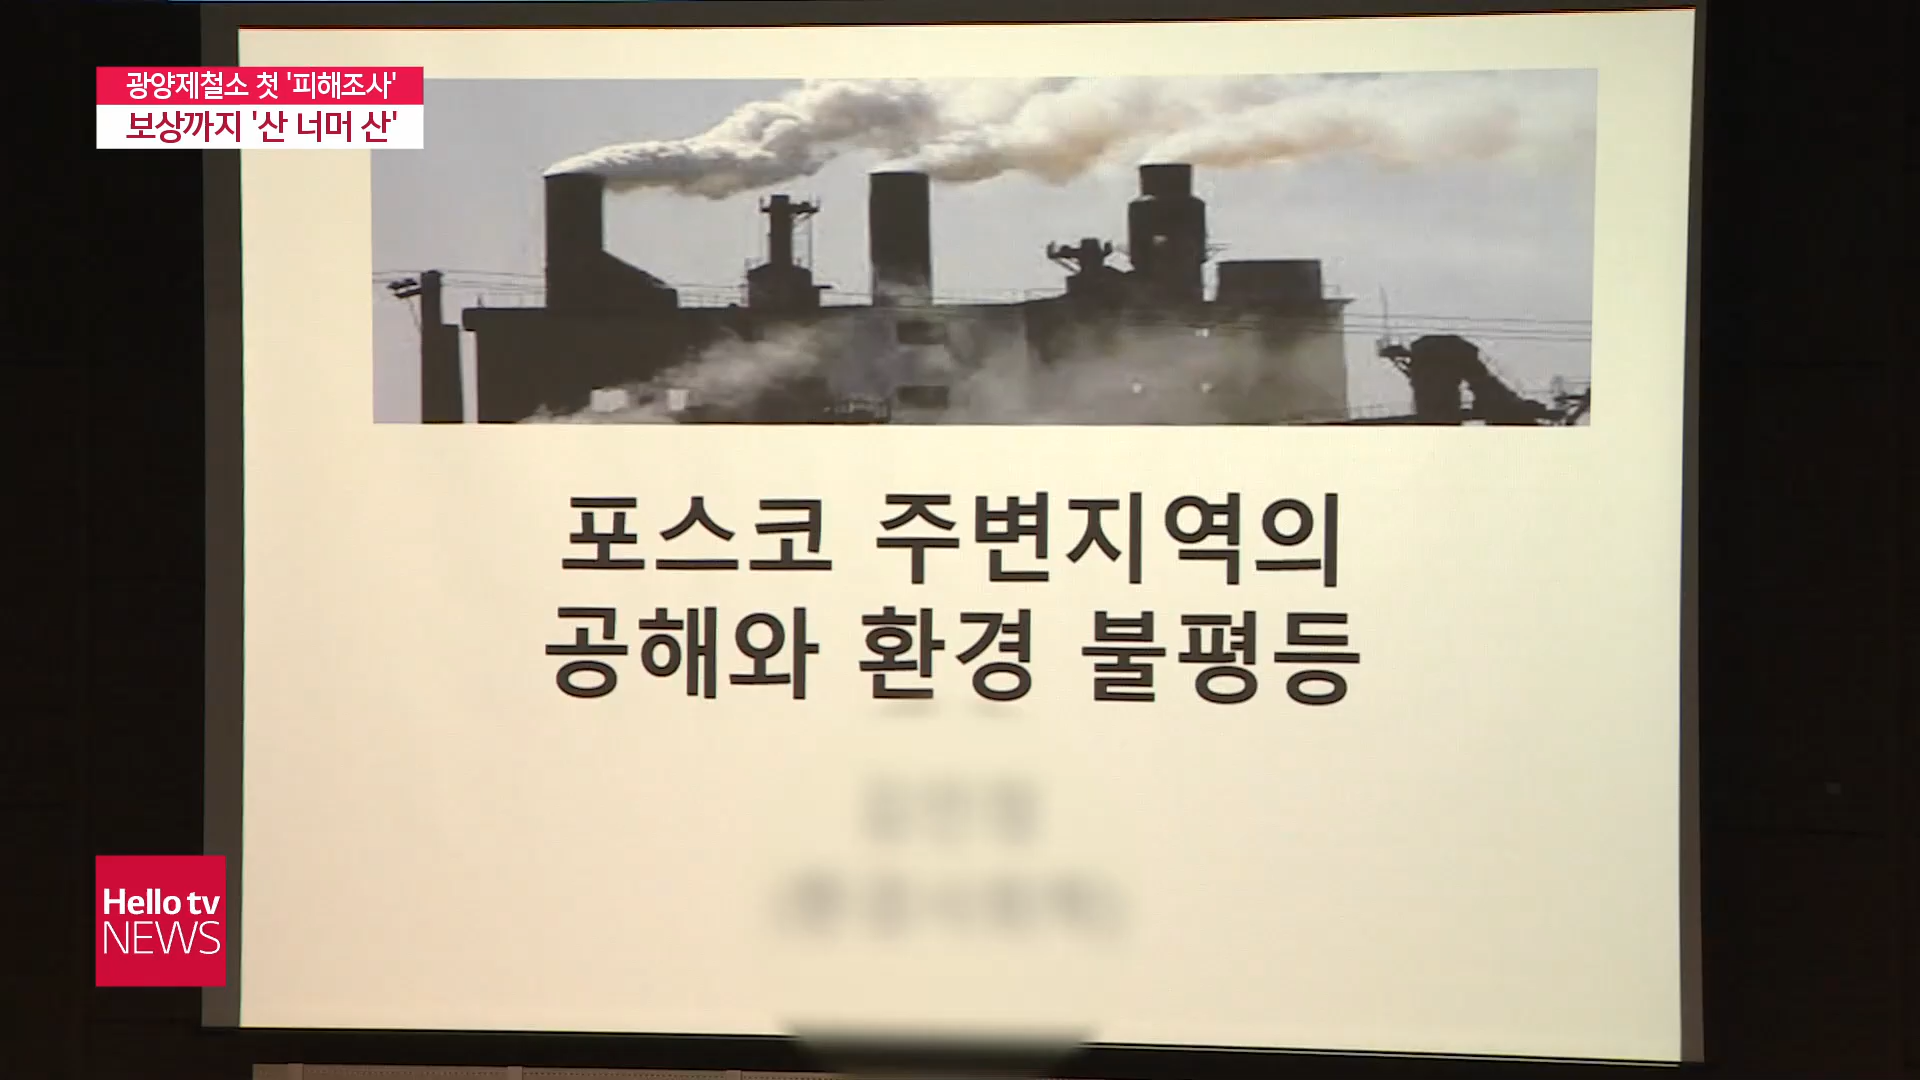 광양제철소 첫 '피해조사'
보상까지 '산 너머 산'
포스코 주변지역의
공해와 환경 불평등
Hello tv
NEWS